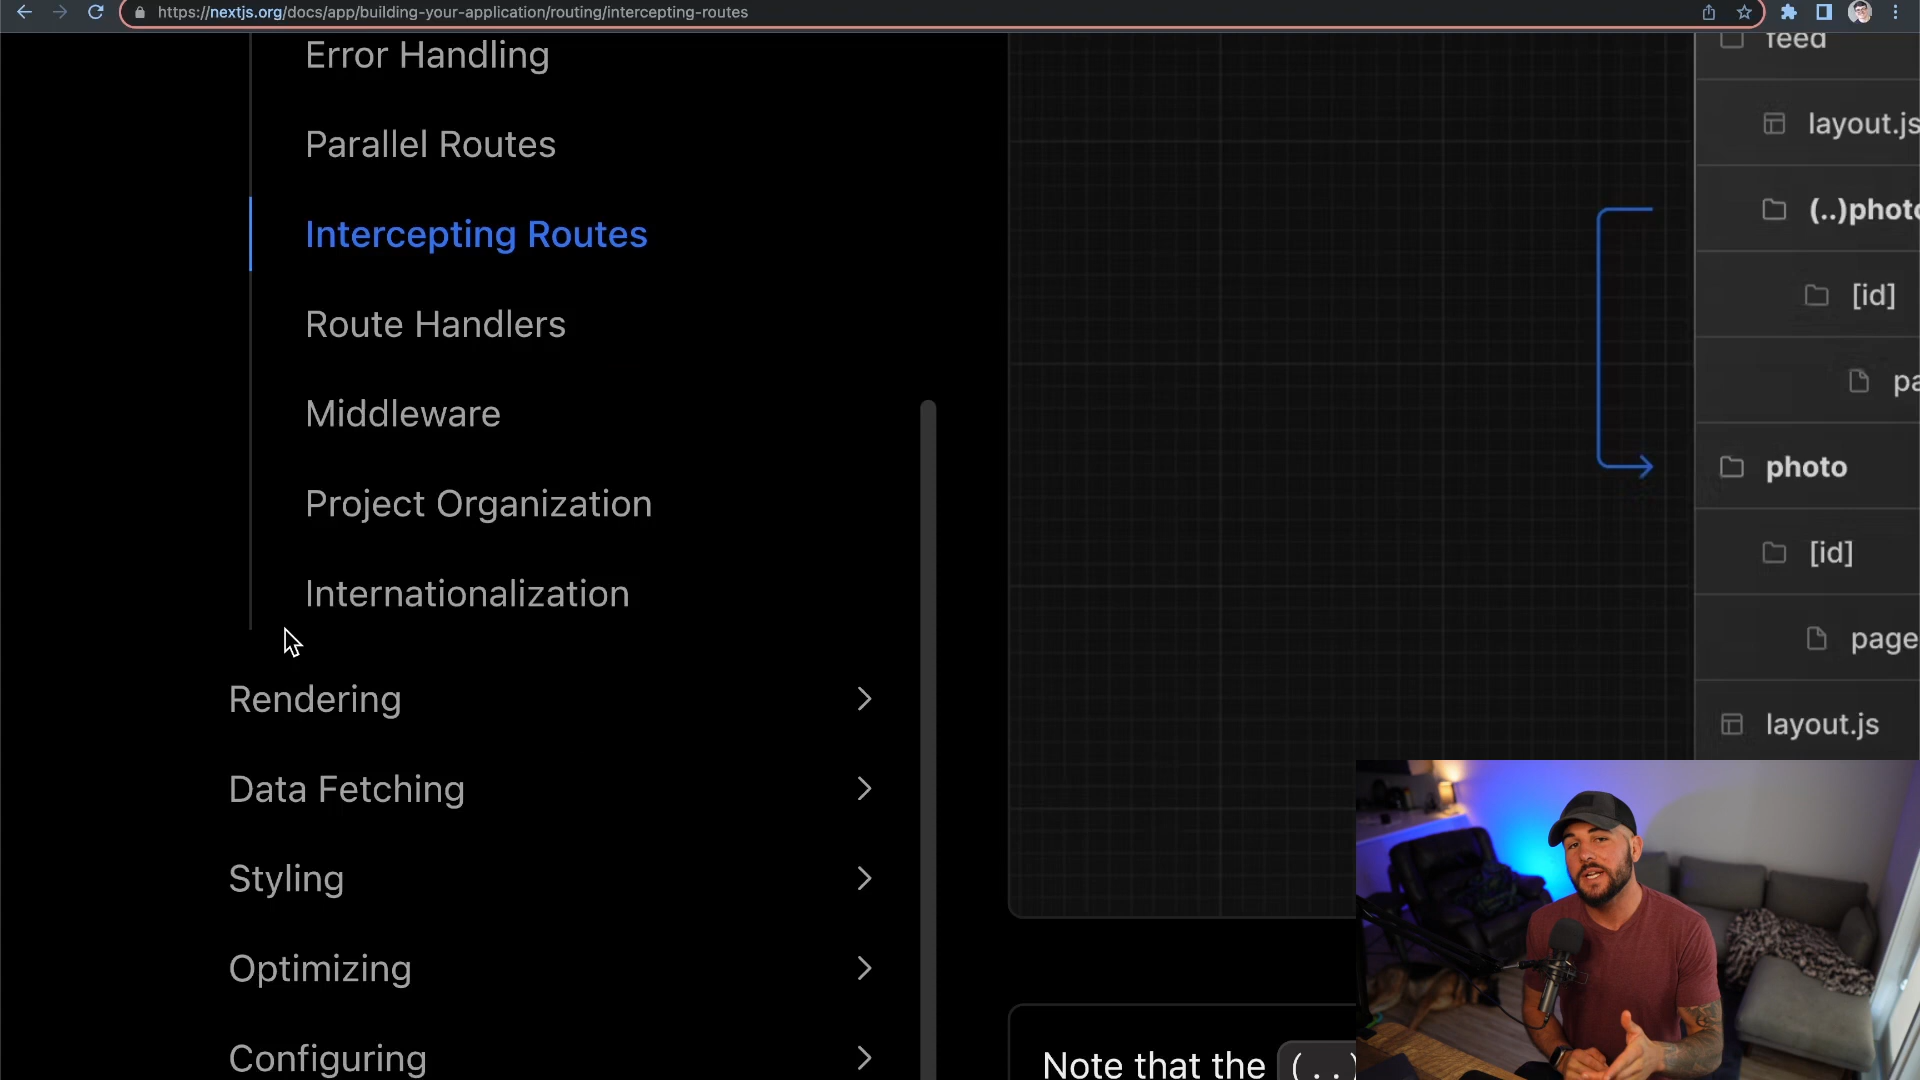 https://nextjs.org/docs/app/building-your-application/routing/intercepting-routes
Error Handling
Parallel Routes
Intercepting Routes
Route Handlers
Middleware
Project Organization
Internationalization
Rendering
Data Fetching
Styling
Optimizing
Configuring
feed
layout.js
(..)photo
[id]
pa
photo
[id]
page
layout.js
Note that the (..)